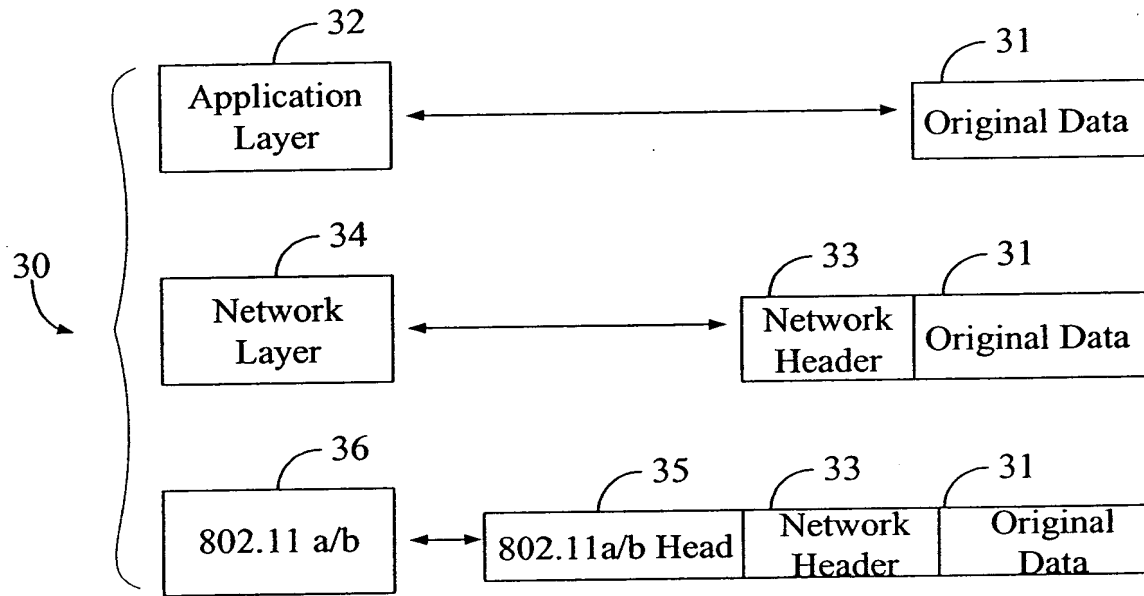 32
31
Application
Layer
Original Data
34
33
31
30
Network
Layer
Network
Header
Original Data
36
35
33
31
802.11 a/b
802.11a/b Head
Network
Header
Original
Data